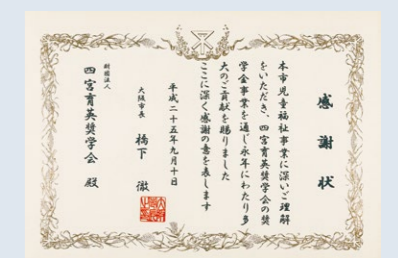 感謝状
本市児童福祉事業に深いご理解
をいただき、四宮育英奨学会の奨
学金事業を通じ永年にわたり多
大のご貢献を賜りました
ここに深く感謝の意を表します
平成二十五年九月十日
大阪市長 橋下 徹
財団法人
四宮育英奨学会 殿